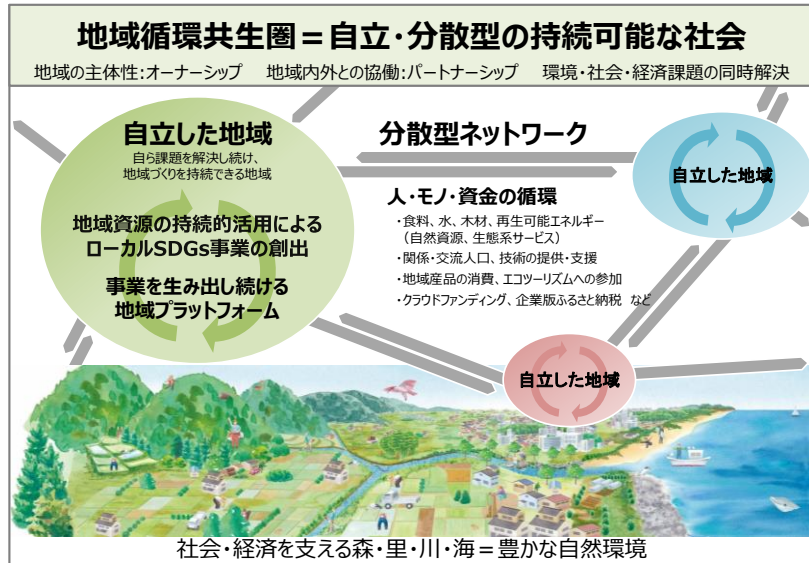 地域循環共生圏＝自立・分散型の持続可能な社会
地域の主体性:オーナーシップ　地域内外との協働:パートナーシップ　環境・社会・経済課題の同時解決
自立した地域
自ら課題を解決し続け、
地域づくりを持続できる地域
地域資源の持続的活用による
ローカルSDGs事業の創出
事業を生み出し続ける
地域プラットフォーム
分散型ネットワーク
人・モノ・資金の循環
・食料、水、木材、再生可能エネルギー
（自然資源、生態系サービス）
・関係・交流人口、技術の提供・支援
・地域産品の消費、エコツーリズムへの参加
・クラウドファンディング、企業版ふるさと納税 など
自立した地域
自立した地域
社会・経済を支える森・里・川・海＝豊かな自然環境